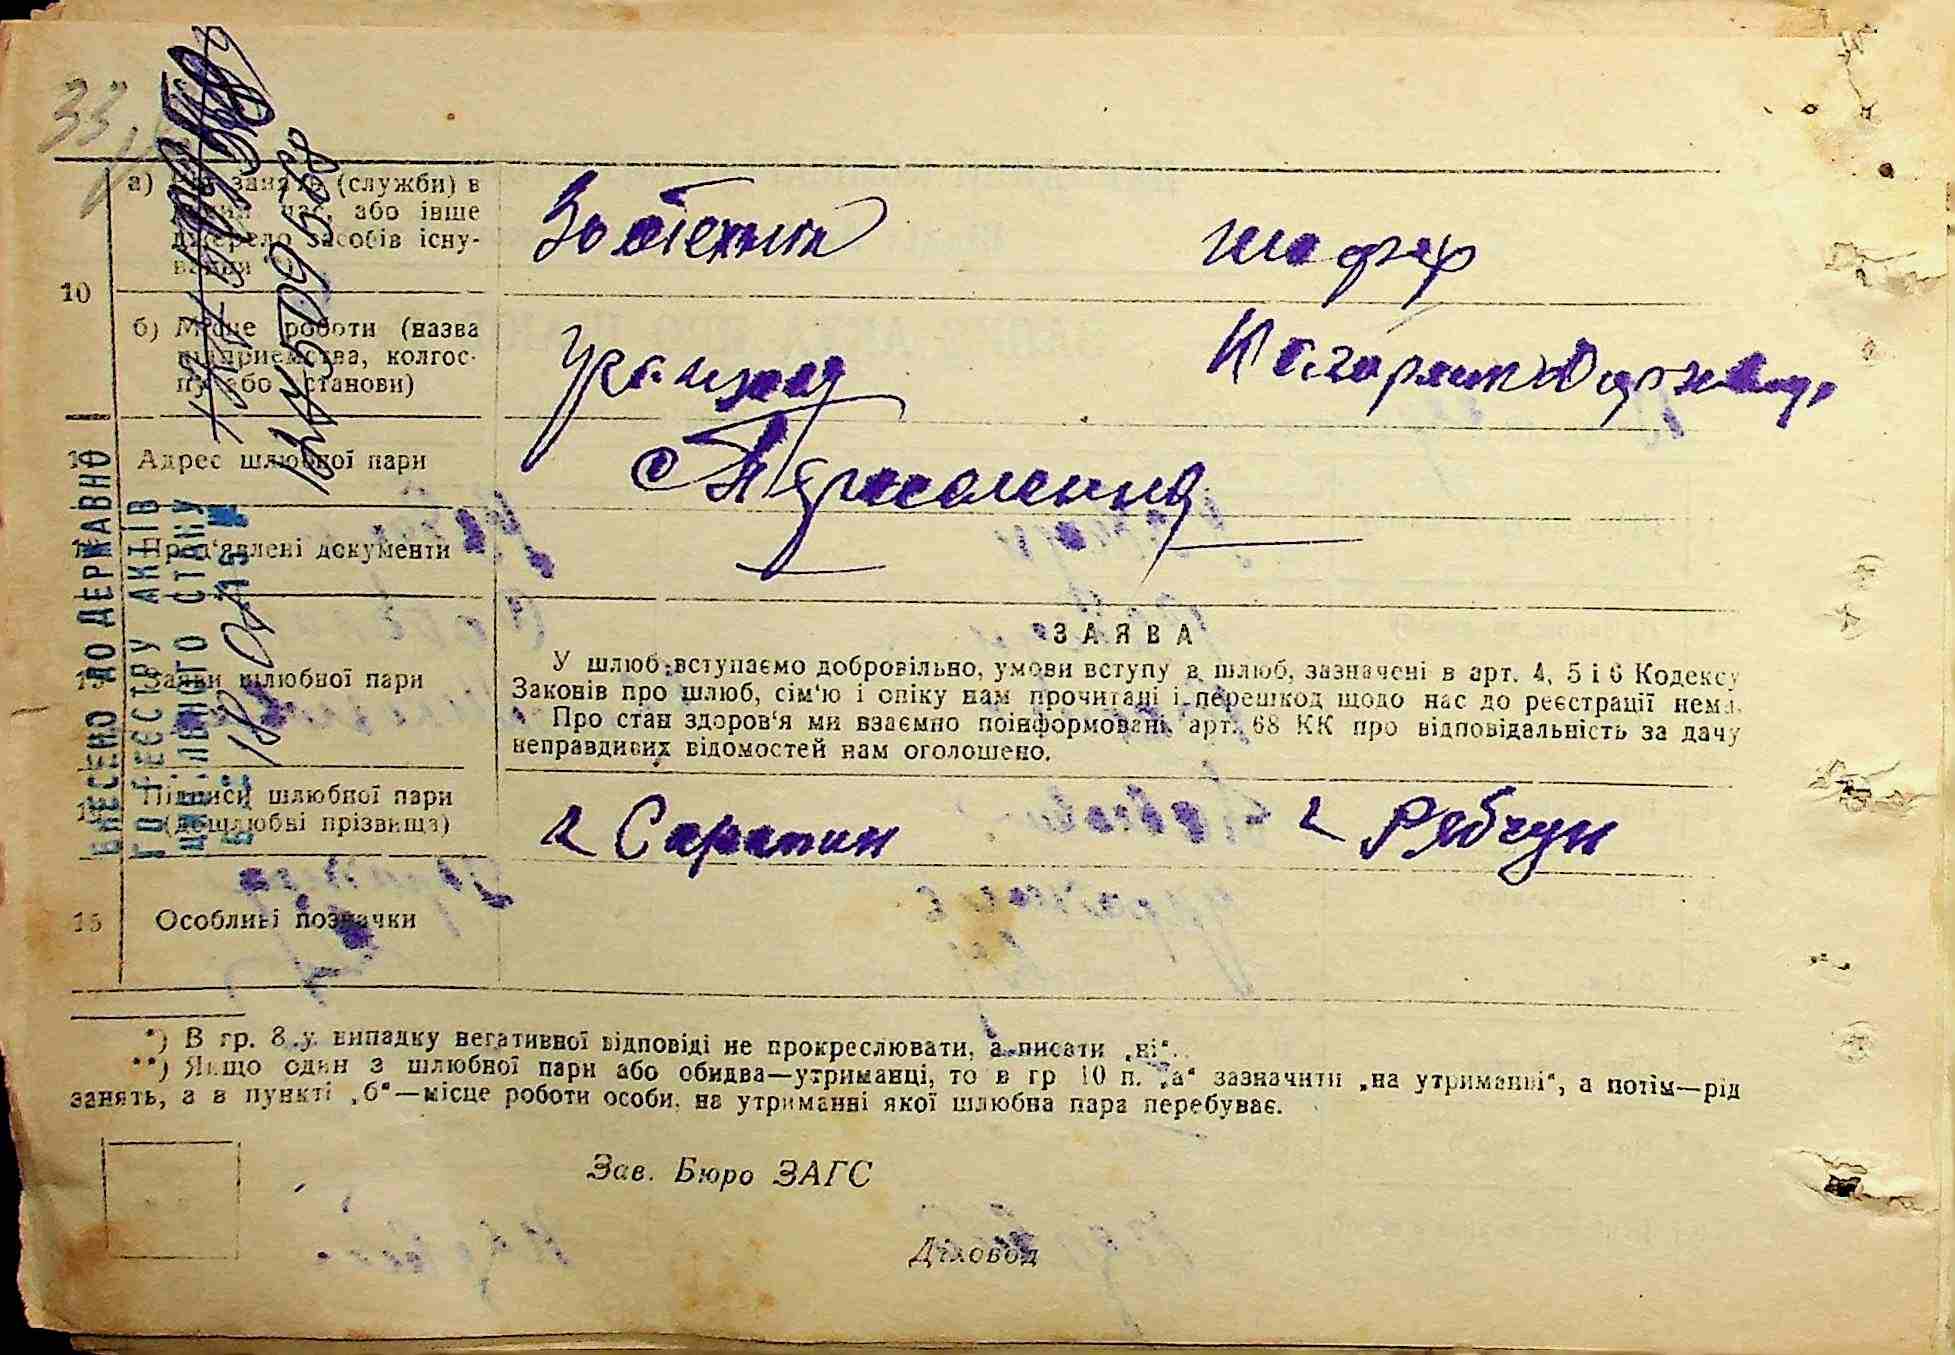 33
а) Рід занять (служби) в
даний час, або інше
джерело засобів існу-
вання **)
Зоотехнік
шофер
10
б) Місце роботи (назва
підприємства, колгос-
пу або установи)
Адрес шлюбної пари
Пред'явлені документи
12450709568
ВНЕСЕНО ДО ДЕРЖАВНО
ГО РЕЄСТРУ АКТІВ
ЦИВІЛЬНОГО СТАНУ
ЗАЯВА
Заяви шлюбної пари
У шлюб вступаємо добровільно, умови вступу в шлюб, зазначені в арт. 4, 5 і 6 Кодексу
Законів про шлюб, сім'ю і опіку нам прочитані і перешкод щодо нас до реєстрації нема.
Про стан здоров'я ми взаємно поінформовані, арт. 68 КК про відповідальність за дачу
неправдивих відомостей нам оголошено.
Підписи шлюбної пари
(дошлюбні прізвища)
Сарапин
Рябчун
15
Особливі позначки
*) В гр. 8 у випадку негативної відповіді не прокреслювати, а писати „ні“.
**) Якщо один з шлюбної пари або обидва—утриманці, то в гр 10 п. „а“ зазначити „на утриманні“, а потім—рід
занять, а в пункті „б“—місце роботи особи, на утриманні якої шлюбна пара перебуває.
Зав. Бюро ЗАГС
Діловод